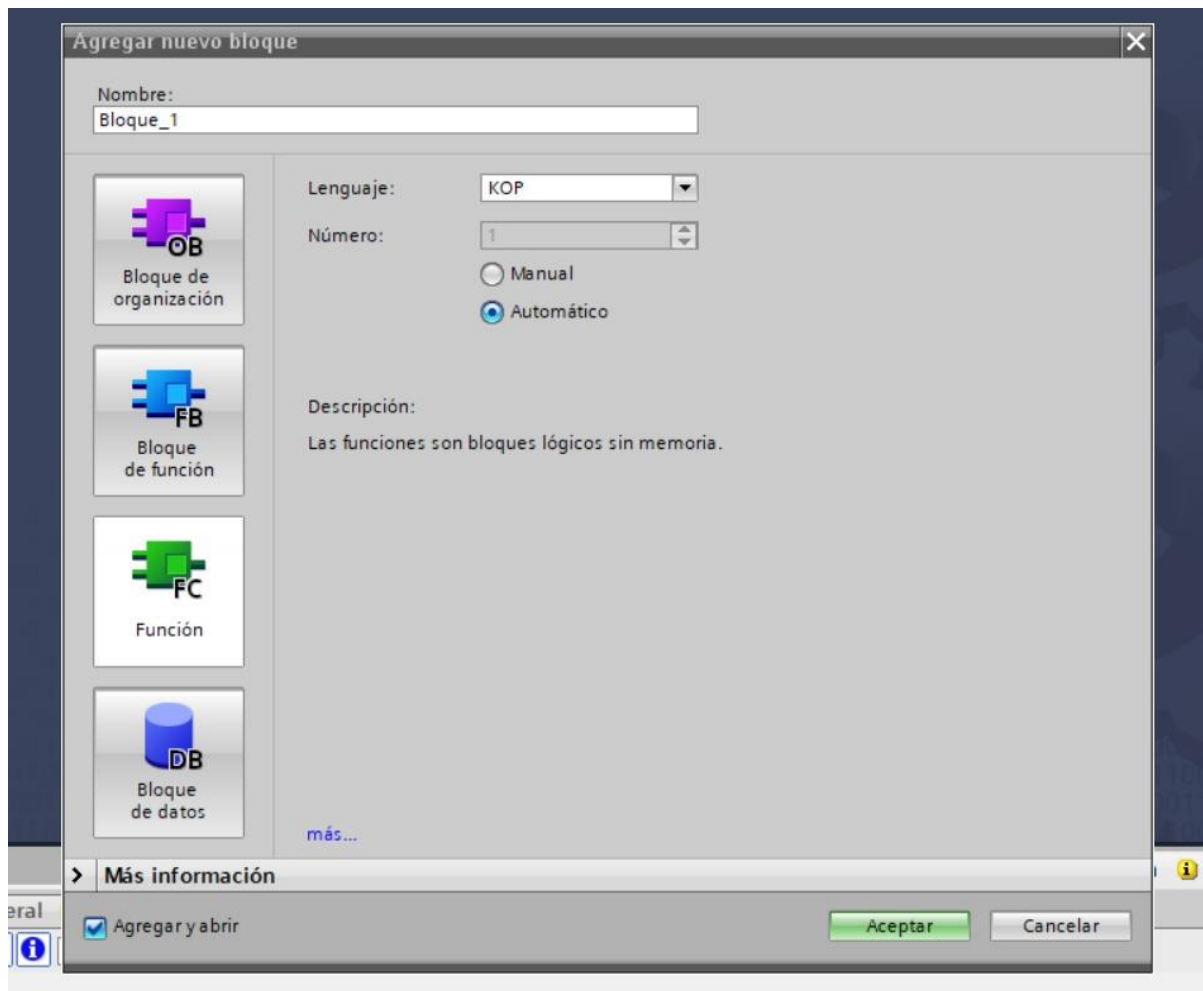 Agregar nuevo bloque
Nombre:
Bloque_1
OB
Bloque de
organización
FB
Bloque
de función
FC
Función
DB
Bloque
de datos
Lenguaje:
KOP
Número:
1
Manual
Automático
Descripción:
Las funciones son bloques lógicos sin memoria.
más...
Más información
eral
Agregar y abrir
Aceptar
Cancelar